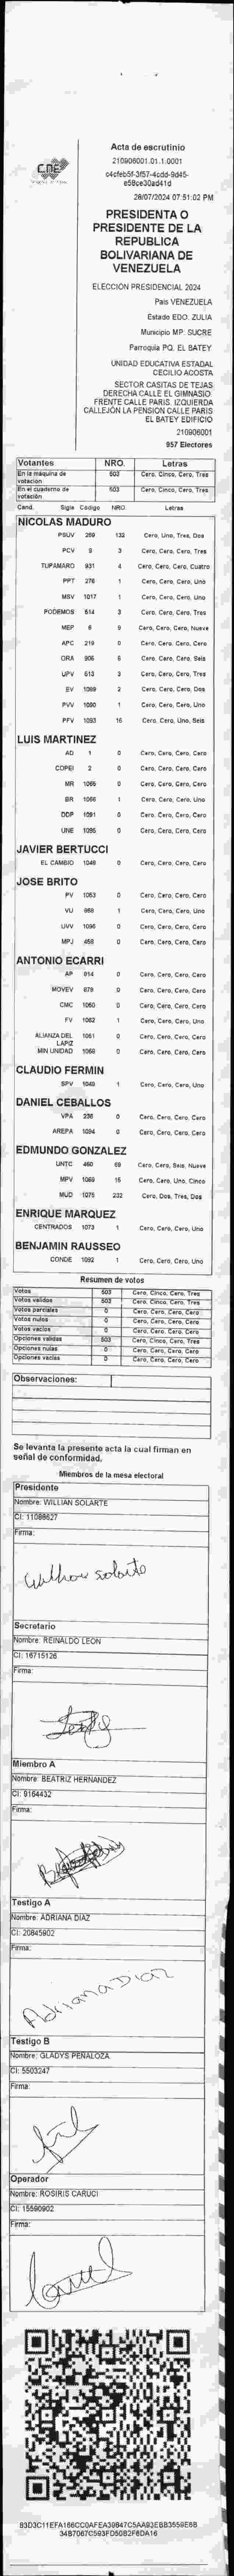 CNE
Acta de escrutinio
210906001.01.1.0001
c4cfeb5f-3f57-4cdd-9d45-
e59ce30ad41d
28/07/2024 07:51:02 PM
PRESIDENTA O
PRESIDENTE DE LA
REPUBLICA
BOLIVARIANA DE
VENEZUELA
ELECCION PRESIDENCIAL 2024
Pais VENEZUELA
Estado EDO. ZULIA
Municipio MP. SUCRE
Parroquia PQ. EL BATEY
UNIDAD EDUCATIVA ESTADAL
CECILIO ACOSTA
SECTOR CASITAS DE TEJAS
DERECHA CALLE EL GIMNASIO.
FRENTE CALLE PARIS. IZQUIERDA
CALLEJÓN LA PENSION CALLE PARIS
EL BATEY EDIFICIO
210906001
957 Electores
Votantes NRO. Letras
En la maquina de votación 503 Cero, Cinco, Cero, Tres
En el cuaderno de votación 503 Cero, Cinco, Cero, Tres
Cand. Sigla Código NRO. Letras
NICOLAS MADURO
PSUV 269 132 Cero, Uno, Tres, Dos
PCV 9 3 Cero, Cero, Cero, Tres
TUPAMARO 931 4 Cero, Cero, Cero, Cuatro
PPT 276 1 Cero, Cero, Cero, Uno
MSV 1017 1 Cero, Cero, Cero, Uno
PODEMOS 514 3 Cero, Cero, Cero, Tres
MEP 6 9 Cero, Cero, Cero, Nueve
APC 219 0 Cero, Cero, Cero, Cero
ORA 906 6 Cero, Cero, Cero, Seis
UPV 513 3 Cero, Cero, Cero, Tres
EV 1089 2 Cero, Cero, Cero, Dos
PVV 1090 1 Cero, Cero, Cero, Uno
PFV 1093 16 Cero, Cero, Uno, Seis
LUIS MARTINEZ
AD 1 0 Cero, Cero, Cero, Cero
COPEI 2 0 Cero, Cero, Cero, Cero
MR 1065 0 Cero, Cero, Cero, Cero
BR 1066 1 Cero, Cero, Cero, Uno
DDP 1091 0 Cero, Cero, Cero, Cero
UNE 1095 0 Cero, Cero, Cero, Cero
JAVIER BERTUCCI
EL CAMBIO 1048 0 Cero, Cero, Cero, Cero
JOSE BRITO
PV 1053 0 Cero, Cero, Cero, Cero
VU 868 1 Cero, Cero, Cero, Uno
UVV 1096 0 Cero, Cero, Cero, Cero
MPJ 458 0 Cero, Cero, Cero, Cero
ANTONIO ECARRI
AP 914 0 Cero, Cero, Cero, Cero
MOVEV 878 0 Cero, Cero, Cero, Cero
CMC 1060 0 Cero, Cero, Cero, Cero
FV 1062 1 Cero, Cero, Cero, Uno
ALIANZA DEL LAPIZ 1061 0 Cero, Cero, Cero, Cero
MIN UNIDAD 1068 0 Cero, Cero, Cero, Cero
CLAUDIO FERMIN
SPV 1049 1 Cero, Cero, Cero, Uno
DANIEL CEBALLOS
VPA 236 0 Cero, Cero, Cero, Cero
AREPA 1094 0 Cero, Cero, Cero, Cero
EDMUNDO GONZALEZ
UNTC 460 69 Cero, Cero, Seis, Nueve
MPV 1069 15 Cero, Cero, Uno, Cinco
MUD 1075 232 Cero, Dos, Tres, Dos
ENRIQUE MARQUEZ
CENTRADOS 1073 1 Cero, Cero, Cero, Uno
BENJAMIN RAUSSEO
CONDE 1092 1 Cero, Cero, Cero, Uno
Resumen de votos
Votos 503 Cero, Cinco, Cero, Tres
Votos validos 503 Cero, Cinco, Cero, Tres
Votos parciales 0 Cero, Cero, Cero, Cero
Votos nulos 0 Cero, Cero, Cero, Cero
Votos vacios 0 Cero, Cero, Cero, Cero
Opciones validas 503 Cero, Cinco, Cero, Tres
Opciones nulas 0 Cero, Cero, Cero, Cero
Opciones vacias 0 Cero, Cero, Cero, Cero
Observaciones:
Se levanta la presente acta la cual firman en
señal de conformidad,
Miembros de la mesa electoral
Presidente
Nombre: WILLIAN SOLARTE
CI: 11086627
Firma:
Secretario
Nombre: REINALDO LEON
CI: 16715126
Firma:
Miembro A
Nombre: BEATRIZ HERNANDEZ
CI: 9164432
Firma:
Testigo A
Nombre: ADRIANA DIAZ
CI: 20845902
Firma:
Adriana Diaz
Testigo B
Nombre: GLADYS PEÑALOZA
CI: 5503247
Firma:
Operador
Nombre: ROSIRIS CARUCI
CI: 15590902
Firma: